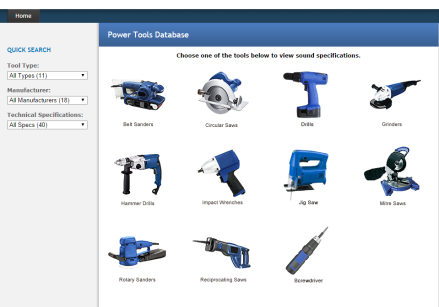 Home
Power Tools Database
QUICK SEARCH
Choose one of the tools below to view sound specifications.
Tool Type:
All Types (11)
Manufacturer:
All Manufacturers (18)
Technical Specifications:
All Specs (40)
Belt Sanders
Circular Saws
Drills
Grinders
Hammer Drills
Impact Wrenches
Jig Saw
Mitre Saws
Rotary Sanders
Reciprocating Saws
Screwdriver